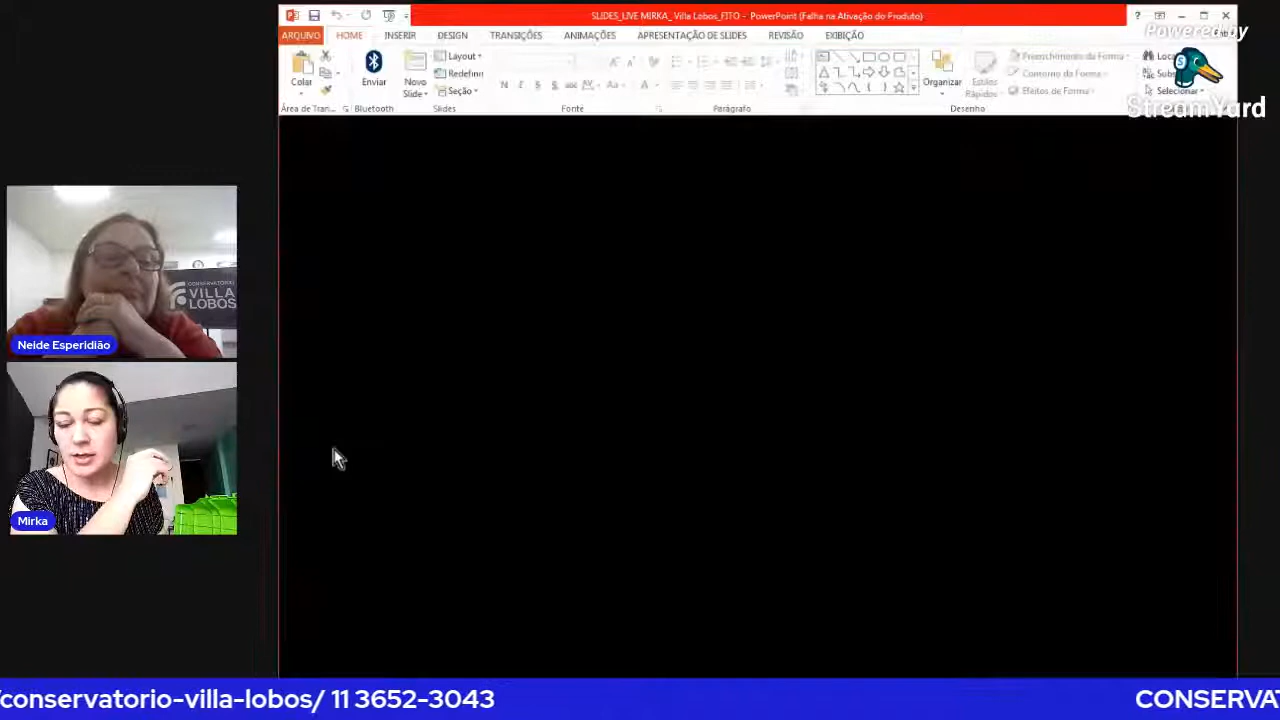 SLIDES_LIVE MIRKA_ Villa Lobos_FITO - PowerPoint (Falha na Ativação do Produto)
Powered by
StreamYard
ARQUIVO HOME INSERIR DESIGN TRANSIÇÕES ANIMAÇÕES APRESENTAÇÃO DE SLIDES REVISÃO EXIBIÇÃO
Colar
Enviar
Novo
Slide
Layout
Redefinir
Seção
N I S
Aa
A
Organizar
Estilos
Rápidos
Preenchimento da Forma
Contorno da Forma
Efeitos de Forma
Selecionar
Área de Tran...
Bluetooth
Slides
Fonte
Parágrafo
Desenho
CONSERVATÓRIO
VILLA
LOBOS
Neide Esperidião
Mirka
/conservatorio-villa-lobos/ 11 3652-3043
CONSERVA